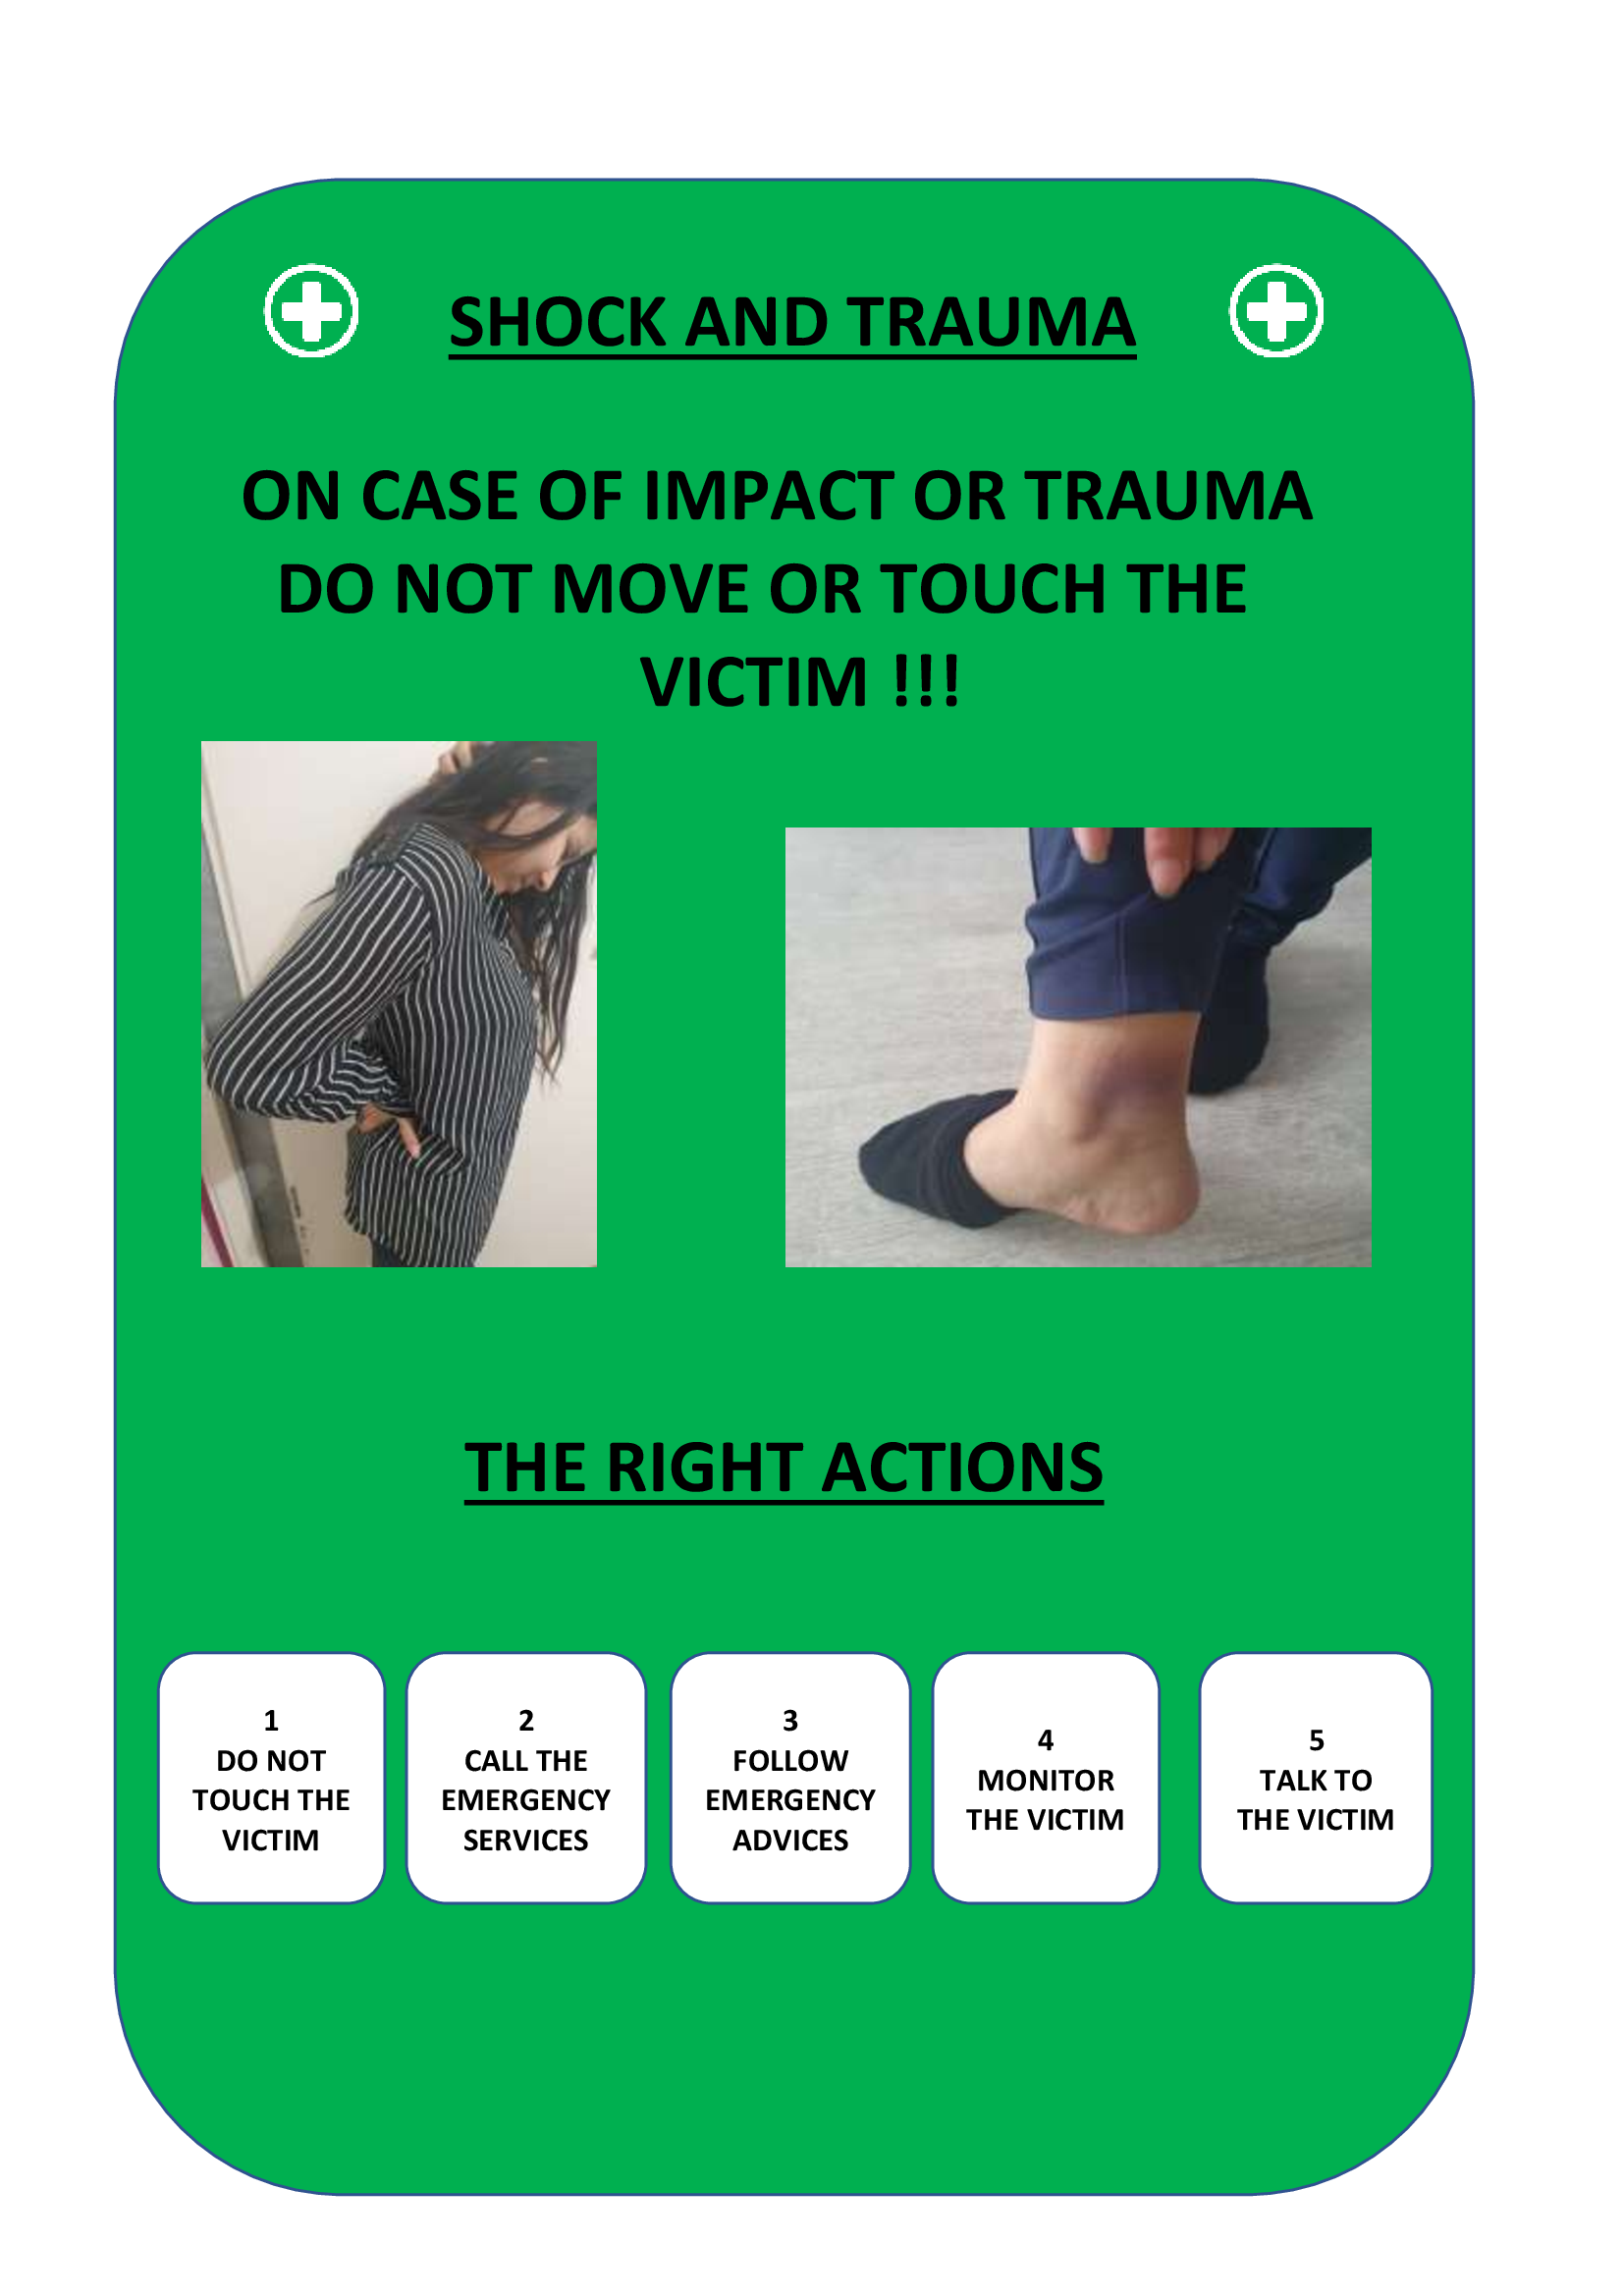 SHOCK AND TRAUMA
ON CASE OF IMPACT OR TRAUMA
DO NOT MOVE OR TOUCH THE
VICTIM !!!
THE RIGHT ACTIONS
1
DO NOT
TOUCH THE
VICTIM
2
CALL THE
EMERGENCY
SERVICES
3
FOLLOW
EMERGENCY
ADVICES
4
MONITOR
THE VICTIM
5
TALK TO
THE VICTIM